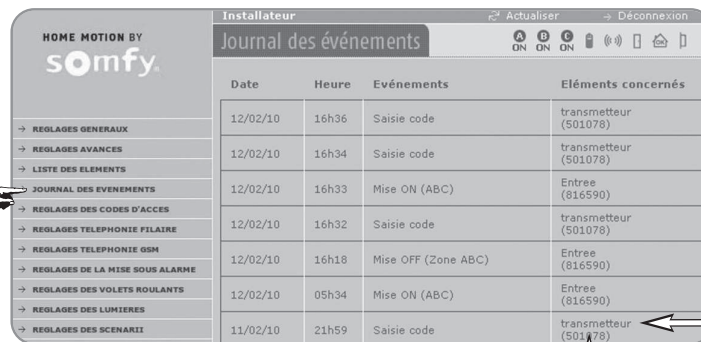 HOME MOTION BY
somfy.
→ REGLAGES GENERAUX
→ REGLAGES AVANCES
→ LISTE DES ELEMENTS
JOURNAL DES EVENEMENTS
→ REGLAGES DES CODES D'ACCES
→ REGLAGES TELEPHONIE FILAIRE
→ REGLAGES TELEPHONIE GSM
→ REGLAGES DE LA MISE SOUS ALARME
→ REGLAGES DES VOLETS ROULANTS
→ REGLAGES DES LUMIERES
→ REGLAGES DES SCENARII
Installateur Actualiser → Déconnexion
Journal des événements
A B C
ON ON ON
Date Heure Evénements Eléments concernés
12/02/10 16h36 Saisie code transmetteur
(501078)
12/02/10 16h34 Saisie code transmetteur
(501078)
12/02/10 16h33 Mise ON (ABC) Entree
(816590)
12/02/10 16h32 Saisie code transmetteur
(501078)
12/02/10 16h18 Mise OFF (Zone ABC) Entree
(816590)
12/02/10 05h34 Mise ON (ABC) Entree
(816590)
11/02/10 21h59 Saisie code transmetteur
(501078)